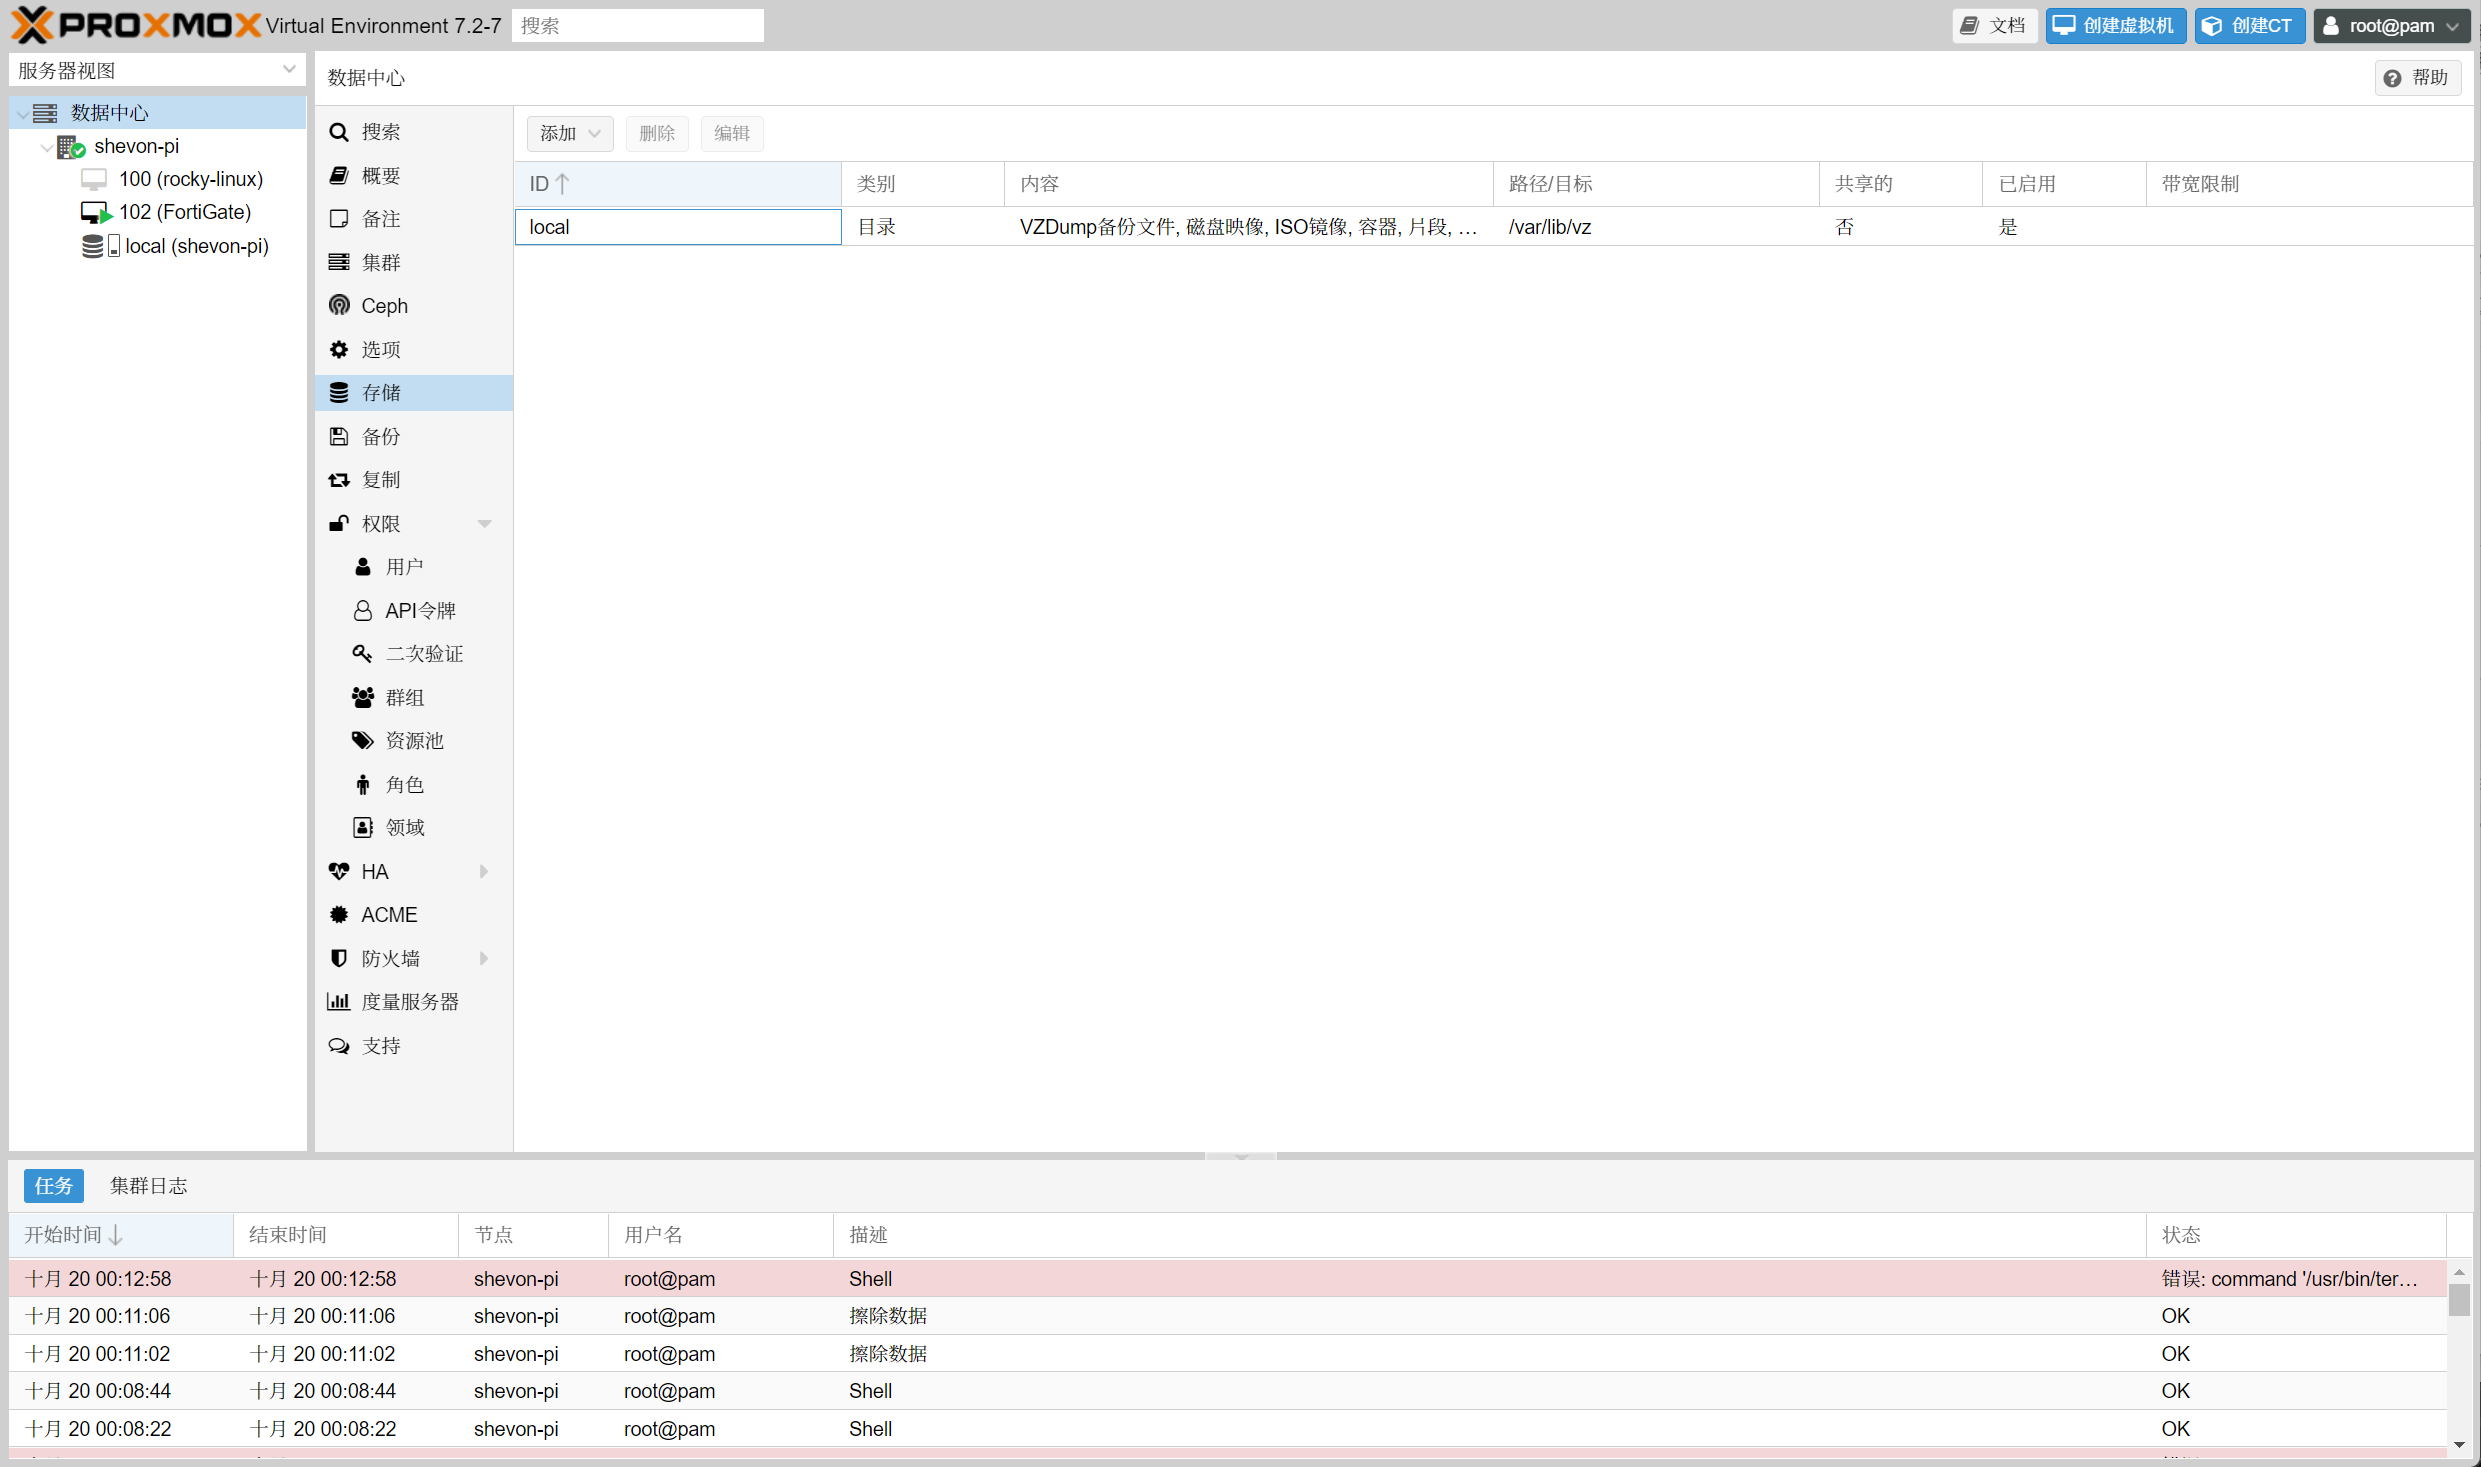 PROXMOX Virtual Environment 7.2-7 搜索 文档 创建虚拟机 创建CT root@pam
服务器视图
数据中心
shevon-pi
100 (rocky-linux)
102 (FortiGate)
local (shevon-pi)
数据中心 帮助
搜索
概要
备注
集群
Ceph
选项
存储
备份
复制
权限
用户
API令牌
二次验证
群组
资源池
角色
领域
HA
ACME
防火墙
度量服务器
支持
添加 删除 编辑
ID 类别 内容 路径/目标 共享的 已启用 带宽限制
local 目录 VZDump备份文件, 磁盘映像, ISO镜像, 容器, 片段, … /var/lib/vz 否 是
任务 集群日志
开始时间 结束时间 节点 用户名 描述 状态
十月 20 00:12:58 十月 20 00:12:58 shevon-pi root@pam Shell 错误: command '/usr/bin/ter…
十月 20 00:11:06 十月 20 00:11:06 shevon-pi root@pam 擦除数据 OK
十月 20 00:11:02 十月 20 00:11:02 shevon-pi root@pam 擦除数据 OK
十月 20 00:08:44 十月 20 00:08:44 shevon-pi root@pam Shell OK
十月 20 00:08:22 十月 20 00:08:22 shevon-pi root@pam Shell OK